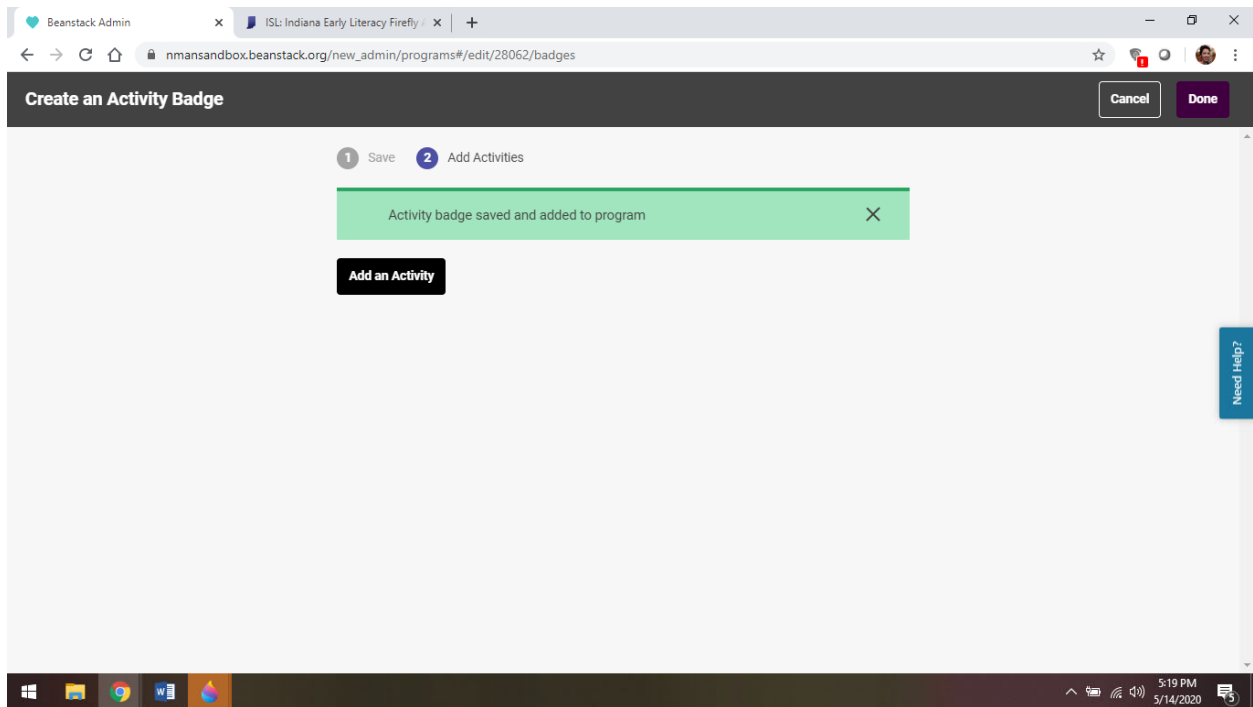 Beanstack Admin
ISL: Indiana Early Literacy Firefly
nmansandbox.beanstack.org/new_admin/programs#/edit/28062/badges
Create an Activity Badge
Cancel
Done
1 Save 2 Add Activities
Activity badge saved and added to program
Add an Activity
Need Help?
5:19 PM
5/14/2020
5